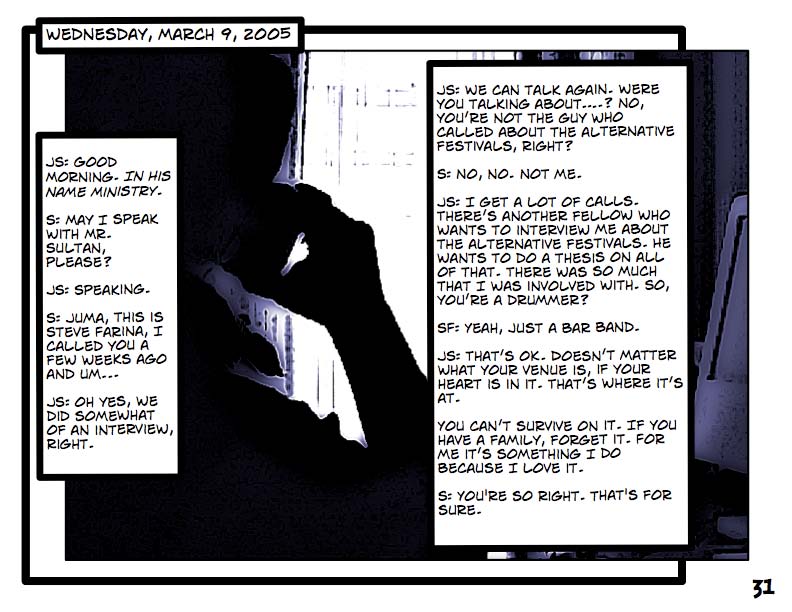 WEDNESDAY, MARCH 9, 2005
JS: GOOD
MORNING. IN HIS
NAME MINISTRY.
S: MAY I SPEAK
WITH MR.
SULTAN,
PLEASE?
JS: SPEAKING.
S: JUMA, THIS IS
STEVE FARINA, I
CALLED YOU A
FEW WEEKS AGO
AND UM...
JS: OH YES, WE
DID SOMEWHAT
OF AN INTERVIEW,
RIGHT.
JS: WE CAN TALK AGAIN. WERE
YOU TALKING ABOUT....? NO,
YOU'RE NOT THE GUY WHO
CALLED ABOUT THE ALTERNATIVE
FESTIVALS, RIGHT?
S: NO, NO. NOT ME.
JS: I GET A LOT OF CALLS.
THERE'S ANOTHER FELLOW WHO
WANTS TO INTERVIEW ME ABOUT
THE ALTERNATIVE FESTIVALS. HE
WANTS TO DO A THESIS ON ALL
OF THAT. THERE WAS SO MUCH
THAT I WAS INVOLVED WITH. SO,
YOU'RE A DRUMMER?
SF: YEAH, JUST A BAR BAND.
JS: THAT'S OK. DOESN'T MATTER
WHAT YOUR VENUE IS, IF YOUR
HEART IS IN IT. THAT'S WHERE IT'S
AT.
YOU CAN'T SURVIVE ON IT. IF YOU
HAVE A FAMILY, FORGET IT. FOR
ME IT'S SOMETHING I DO
BECAUSE I LOVE IT.
S: YOU'RE SO RIGHT. THAT'S FOR
SURE.
31